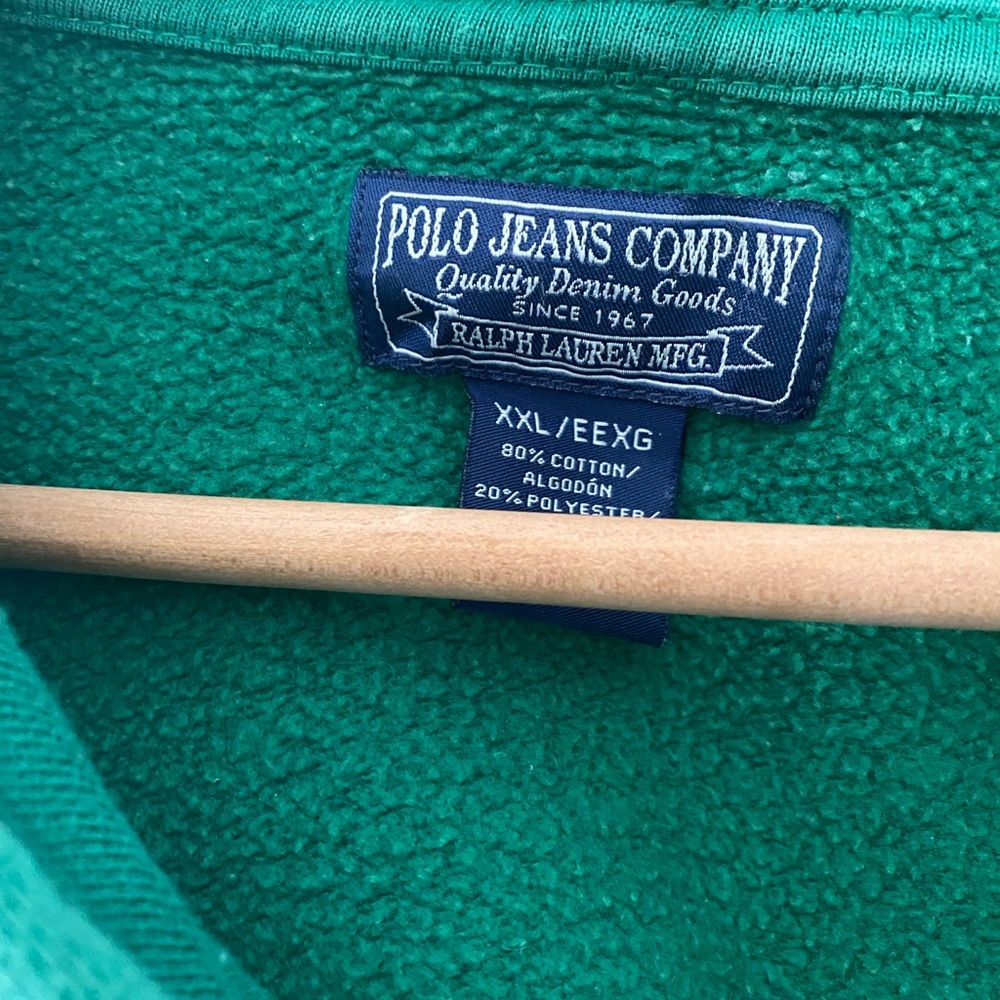 POLO JEANS COMPANY
Quality Denim Goods
SINCE 1967
RALPH LAUREN MFG.
XXL/EEXG
80% COTTON/
ALGODÓN
20% POLYESTER/